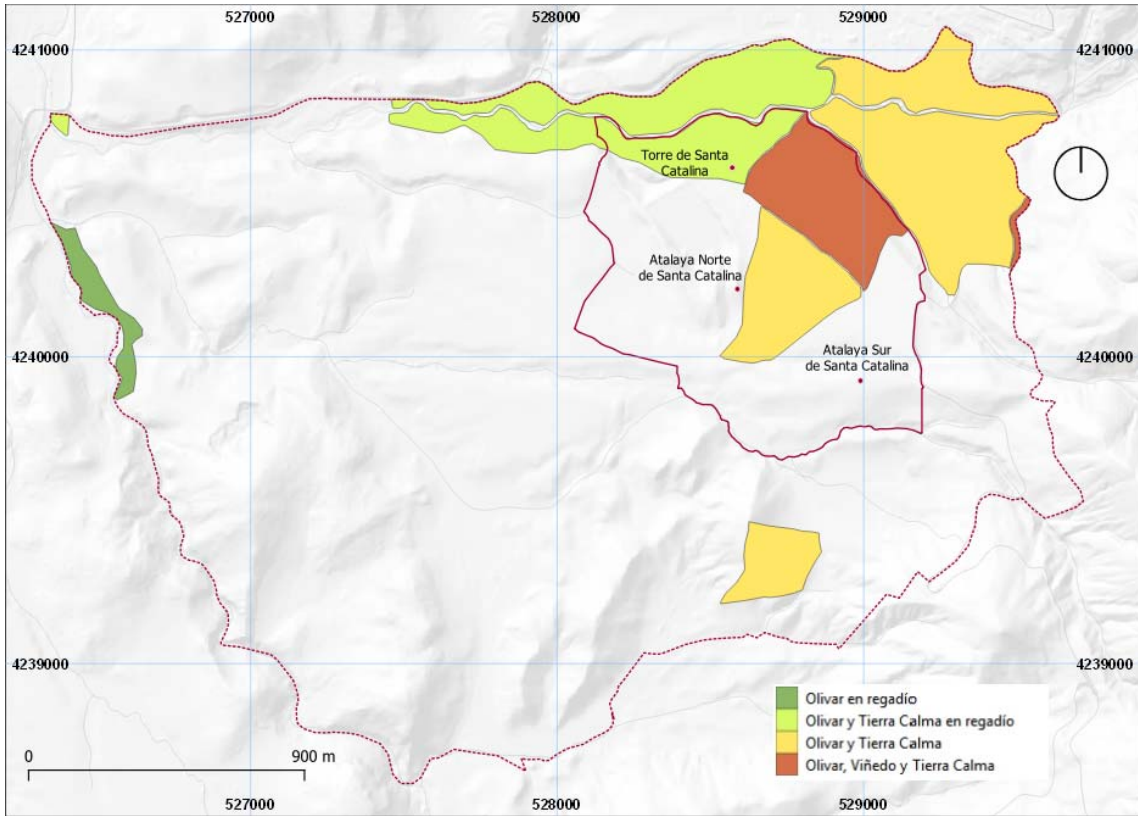 527000
528000
529000
4241000
4241000
Torre de Santa
Catalina
Atalaya Norte
de Santa Catalina
4240000
4240000
Atalaya Sur
de Santa Catalina
4239000
4239000
Olivar en regadío
Olivar y Tierra Calma en regadío
Olivar y Tierra Calma
Olivar, Viñedo y Tierra Calma
0
900 m
527000
528000
529000